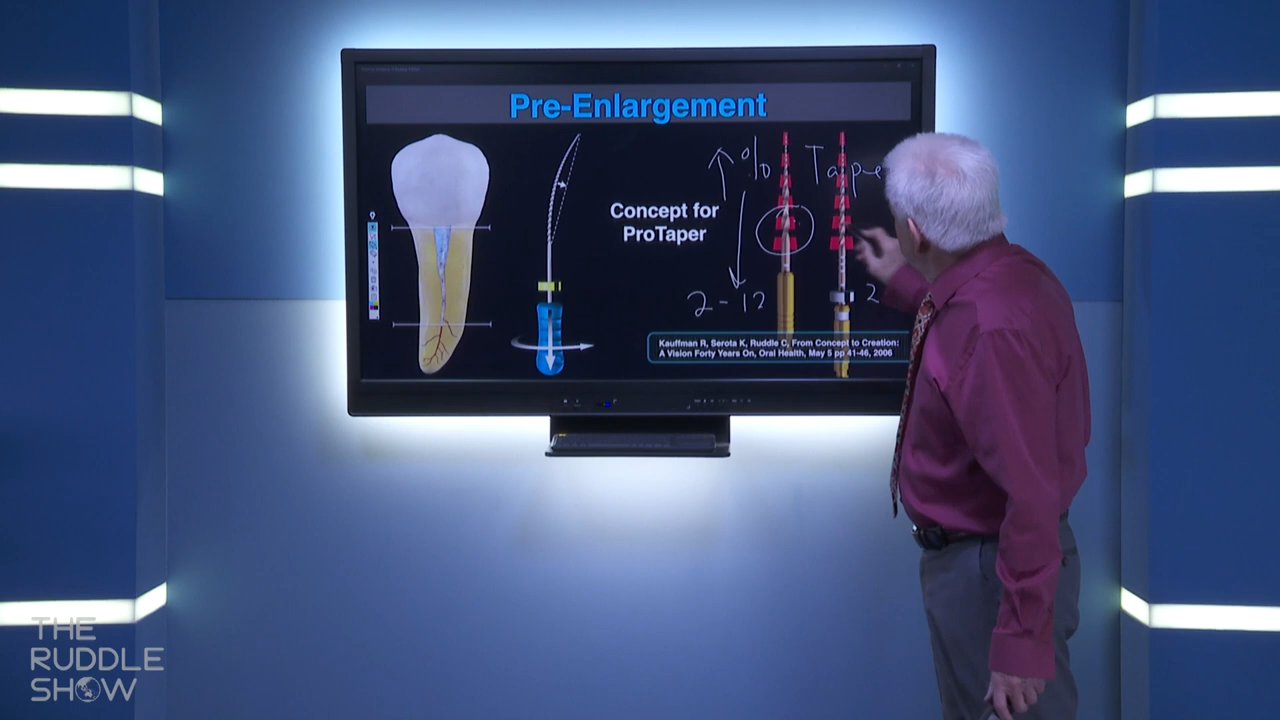 Pre-Enlargement
↑ % Tape
Concept for
ProTaper
2-12
2
Kauffman R, Serota K, Ruddle C, From Concept to Creation:
A Vision Forty Years On, Oral Health, May 5 pp 41-46, 2006
THE
RUDDLE
SHOW